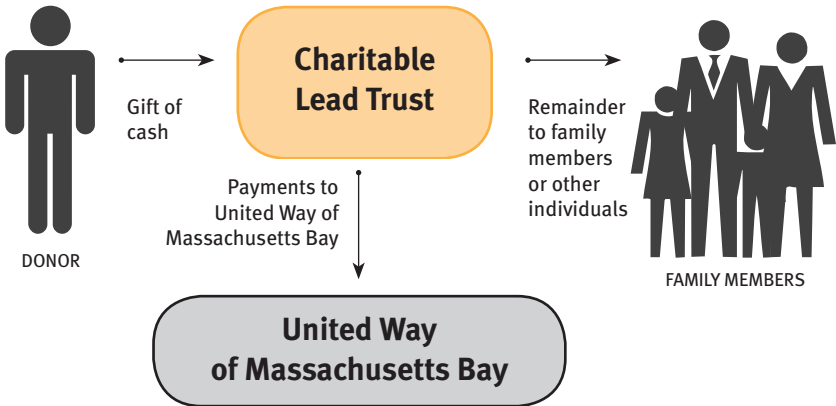 Charitable
Lead Trust
Gift of
cash
Remainder
to family
members
or other
individuals
Payments to
United Way of
Massachusetts Bay
DONOR
FAMILY MEMBERS
United Way
of Massachusetts Bay